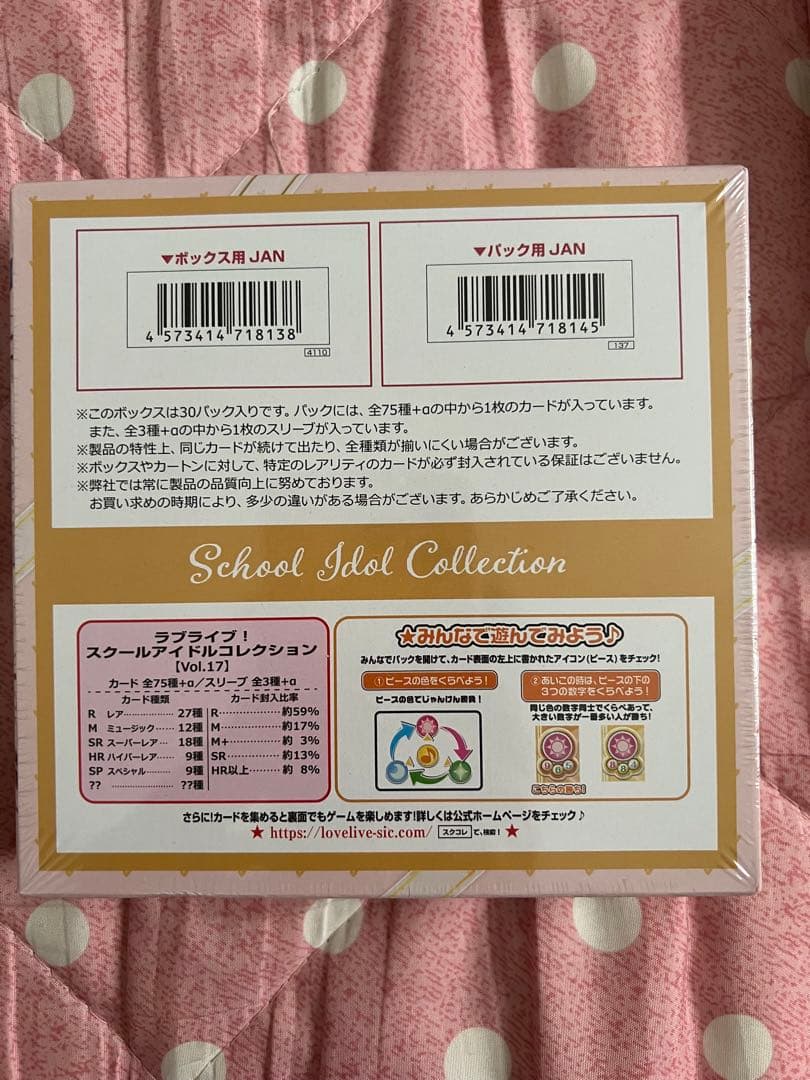 ▼ボックス用 JAN
4 573414 718138
4110
▼パック用 JAN
4 573414 718145
137
※このボックスは30パック入りです。パックには、全75種+αの中から1枚のカードが入っています。
また、全3種+αの中から1枚のスリーブが入っています。
※製品の特性上、同じカードが続けて出たり、全種類が揃いにくい場合がございます。
※ボックスやカートンに対して、特定のレアリティのカードが必ず封入されている保証はございません。
※弊社では常に製品の品質向上に努めております。
お買い求めの時期により、多少の違いがある場合がございます。あらかじめご了承ください。
School Idol Collection
ラブライブ！
スクールアイドルコレクション
【Vol.17】
カード 全75種+α／スリーブ 全3種+α
カード種類
R レア……………… 27種
M ミュージック…… 12種
SR スーパーレア… 18種
HR ハイパーレア… 9種
SP スペシャル…… 9種
?? ……………… ??種
カード封入比率
R……………約59%
M……………約17%
M+…………約 3%
SR…………約13%
HR以上………約 8%
★みんなで遊んでみよう♪
みんなでパックを開けて、カード表面の左上に書かれたアイコン(ピース)をチェック!
①ピースの色をくらべよう！
ピースの色でじゃんけん勝負！
②あいこの時は、ピースの下の
3つの数字をくらべよう！
同じ色の数字同士でくらべあって、
大きい数字が一番多い人が勝ち！
こちらの勝ち！
さらに!カードを集めると裏面でもゲームを楽しめます!詳しくは公式ホームページをチェック♪
★ https://lovelive-sic.com/ スクコレ で、検索！ ★